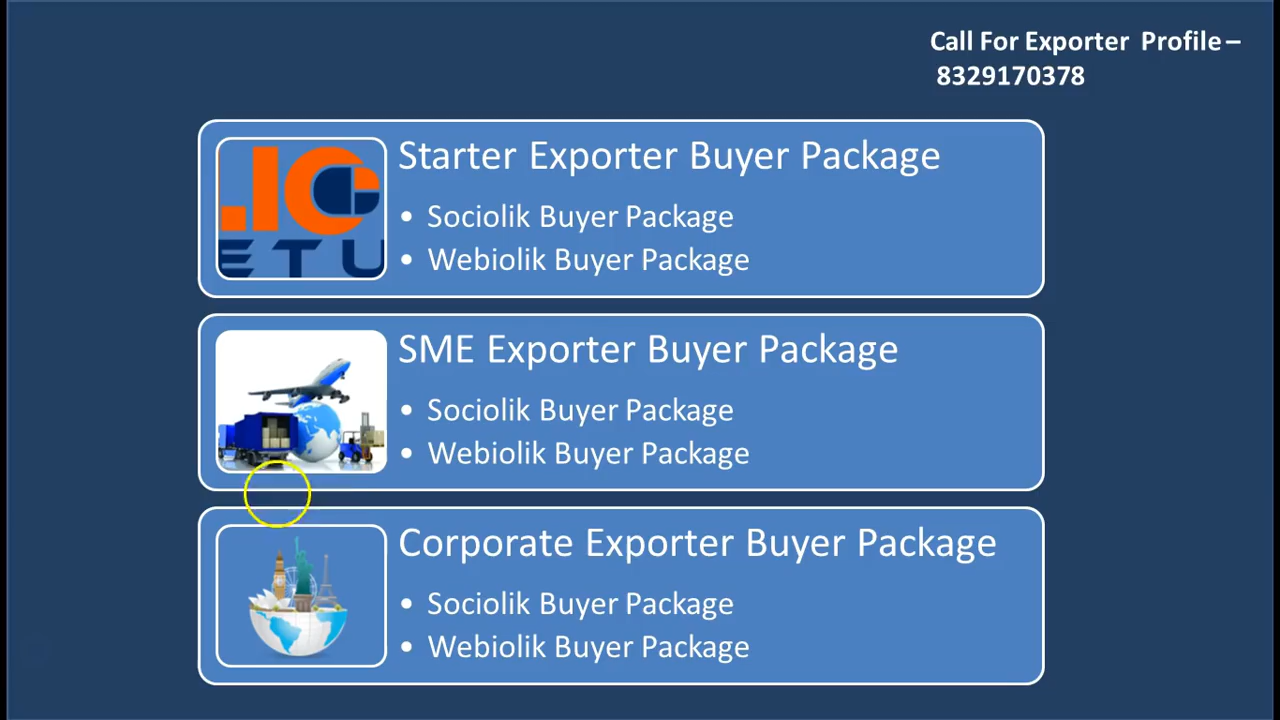 Call For Exporter Profile –
8329170378
Starter Exporter Buyer Package
• Sociolik Buyer Package
• Webiolik Buyer Package
SME Exporter Buyer Package
• Sociolik Buyer Package
• Webiolik Buyer Package
Corporate Exporter Buyer Package
• Sociolik Buyer Package
• Webiolik Buyer Package